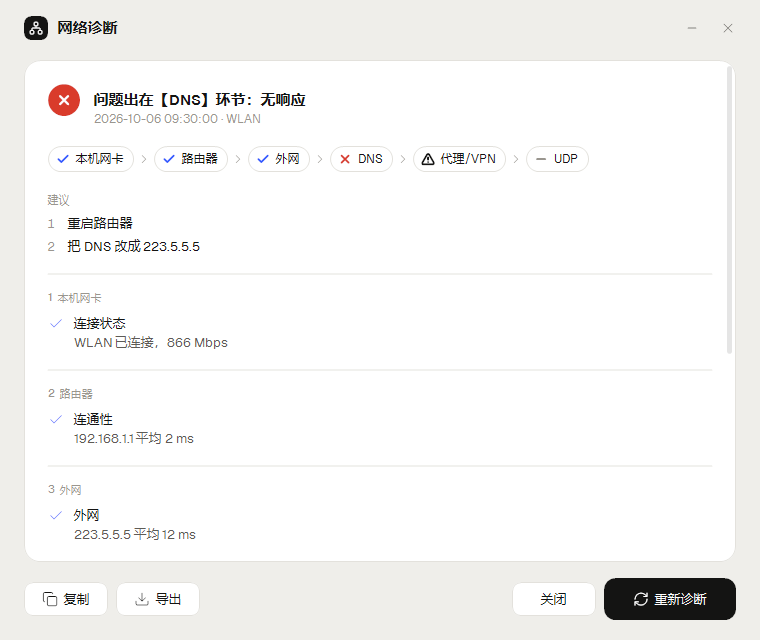 网络诊断
问题出在【DNS】环节：无响应
2026-10-06 09:30:00 · WLAN
本机网卡 › 路由器 › 外网 › DNS › 代理/VPN › UDP
建议
1 重启路由器
2 把 DNS 改成 223.5.5.5
1 本机网卡
连接状态
WLAN 已连接，866 Mbps
2 路由器
连通性
192.168.1.1 平均 2 ms
3 外网
外网
223.5.5.5 平均 12 ms
复制 导出 关闭 重新诊断